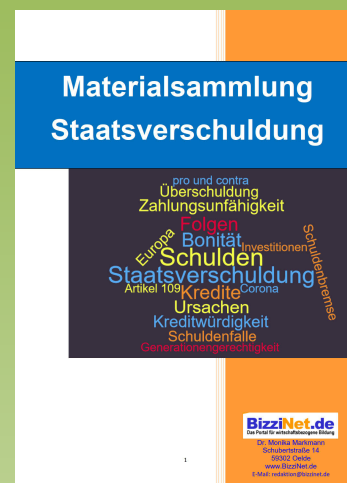 Materialsammlung
Staatsverschuldung
pro und contra
Überschuldung
Zahlungsunfähigkeit
Folgen
Europa
Bonität
Investitionen
Schuldenbremse
Schulden
Staatsverschuldung
Artikel 109
Kredite
Corona
Ursachen
Kreditwürdigkeit
Schuldenfalle
Generationengerechtigkeit
BizziNet.de
Das Portal für wirtschaftsbezogene Bildung
Dr. Monika Markmann
Schubertstraße 14
59302 Oelde
www.BizziNet.de
E-Mail: redaktion@bizzinet.de
1